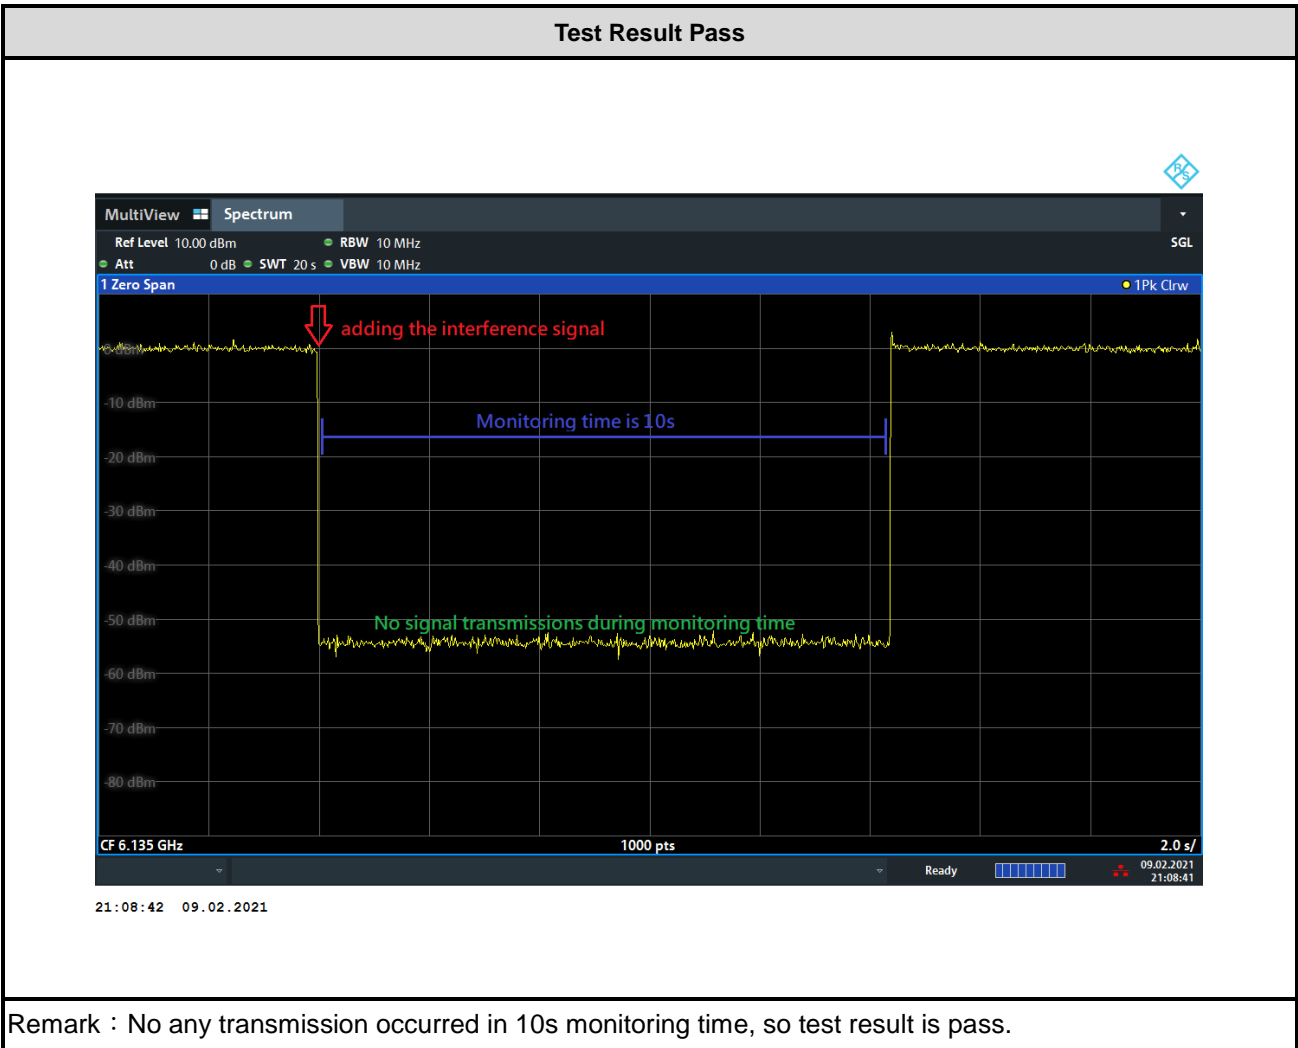 Test Result Pass
R S
MultiView Spectrum
Ref Level 10.00 dBm RBW 10 MHz SGL
Att 0 dB SWT 20 s VBW 10 MHz
1 Zero Span 1Pk Clrw
adding the interference signal
0 dBm
-10 dBm
Monitoring time is 10s
-20 dBm
-30 dBm
-40 dBm
-50 dBm
No signal transmissions during monitoring time
-60 dBm
-70 dBm
-80 dBm
CF 6.135 GHz 1000 pts 2.0 s/
Ready 09.02.2021
21:08:41
21:08:42 09.02.2021
Remark：No any transmission occurred in 10s monitoring time, so test result is pass.